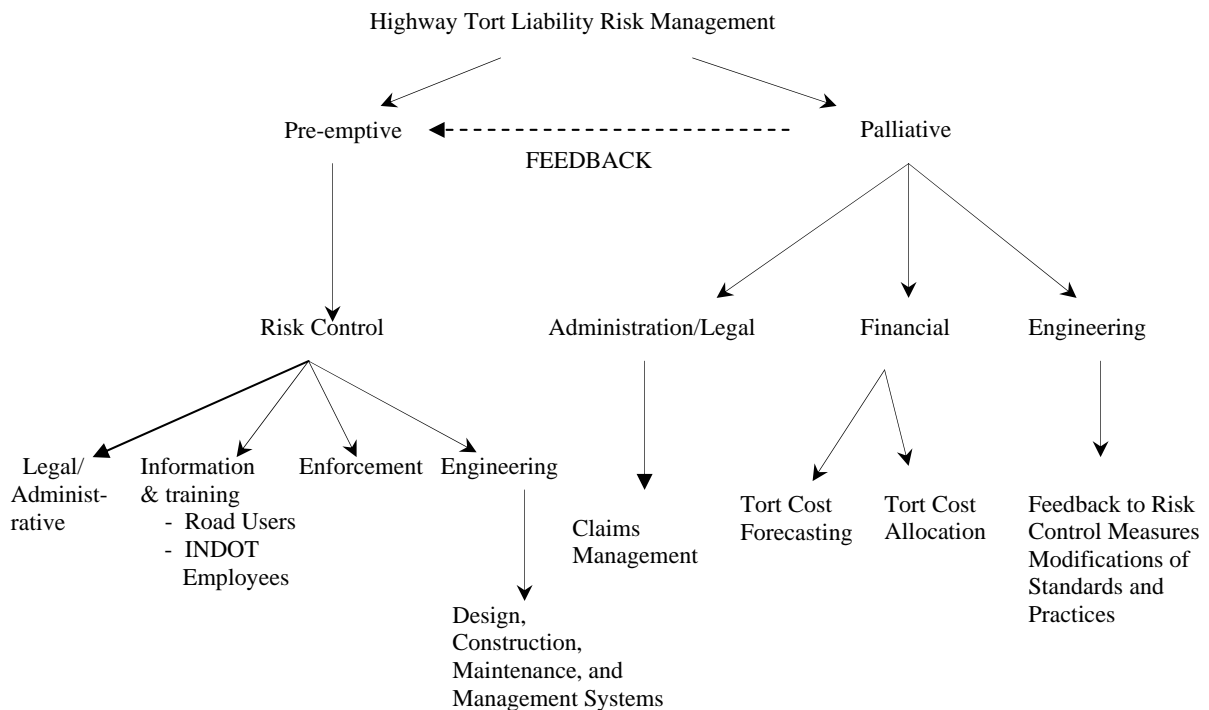 Highway Tort Liability Risk Management
Pre-emptive
Palliative
FEEDBACK
Risk Control
Administration/Legal
Financial
Engineering
Legal/
Administ-
rative
Information
& training
- Road Users
- INDOT
Employees
Enforcement
Engineering
Design,
Construction,
Maintenance, and
Management Systems
Claims
Management
Tort Cost
Forecasting
Tort Cost
Allocation
Feedback to Risk
Control Measures
Modifications of
Standards and
Practices